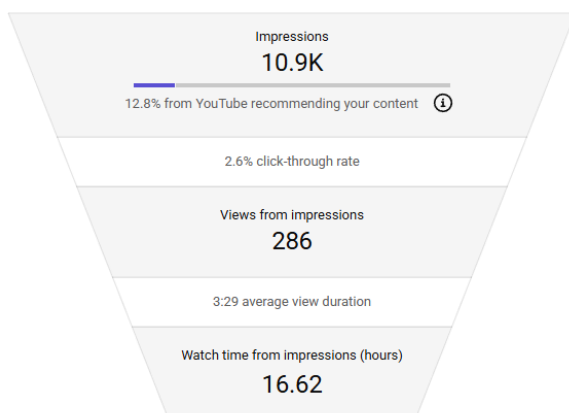 Impressions
10.9K
12.8% from YouTube recommending your content
2.6% click-through rate
Views from impressions
286
3:29 average view duration
Watch time from impressions (hours)
16.62